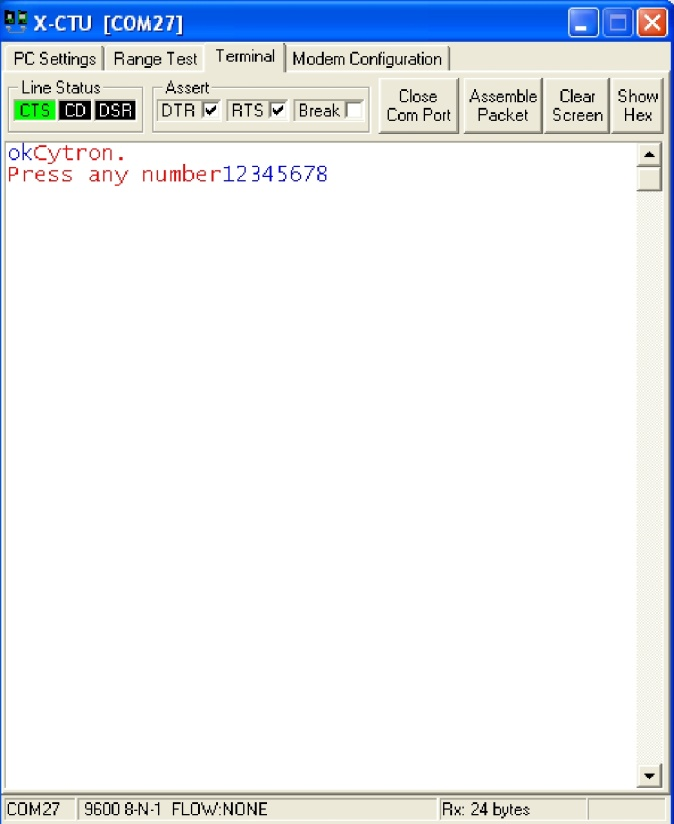 X-CTU [COM27]
PC Settings Range Test Terminal Modem Configuration
Line Status
CTS CD DSR
Assert
DTR RTS Break
Close Com Port
Assemble Packet
Clear Screen
Show Hex
okCytron.
Press any number12345678
COM27 9600 8-N-1 FLOW:NONE Rx: 24 bytes